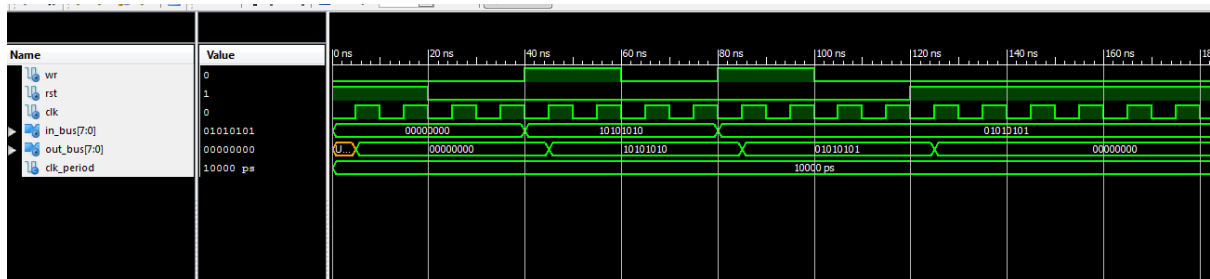 Name Value 0 ns 20 ns 40 ns 60 ns 80 ns 100 ns 120 ns 140 ns 160 ns
wr 0
rst 1
clk 0
in_bus[7:0] 01010101 00000000 10101010 01010101
out_bus[7:0] 00000000 U... 00000000 10101010 01010101 00000000
clk_period 10000 ps 10000 ps